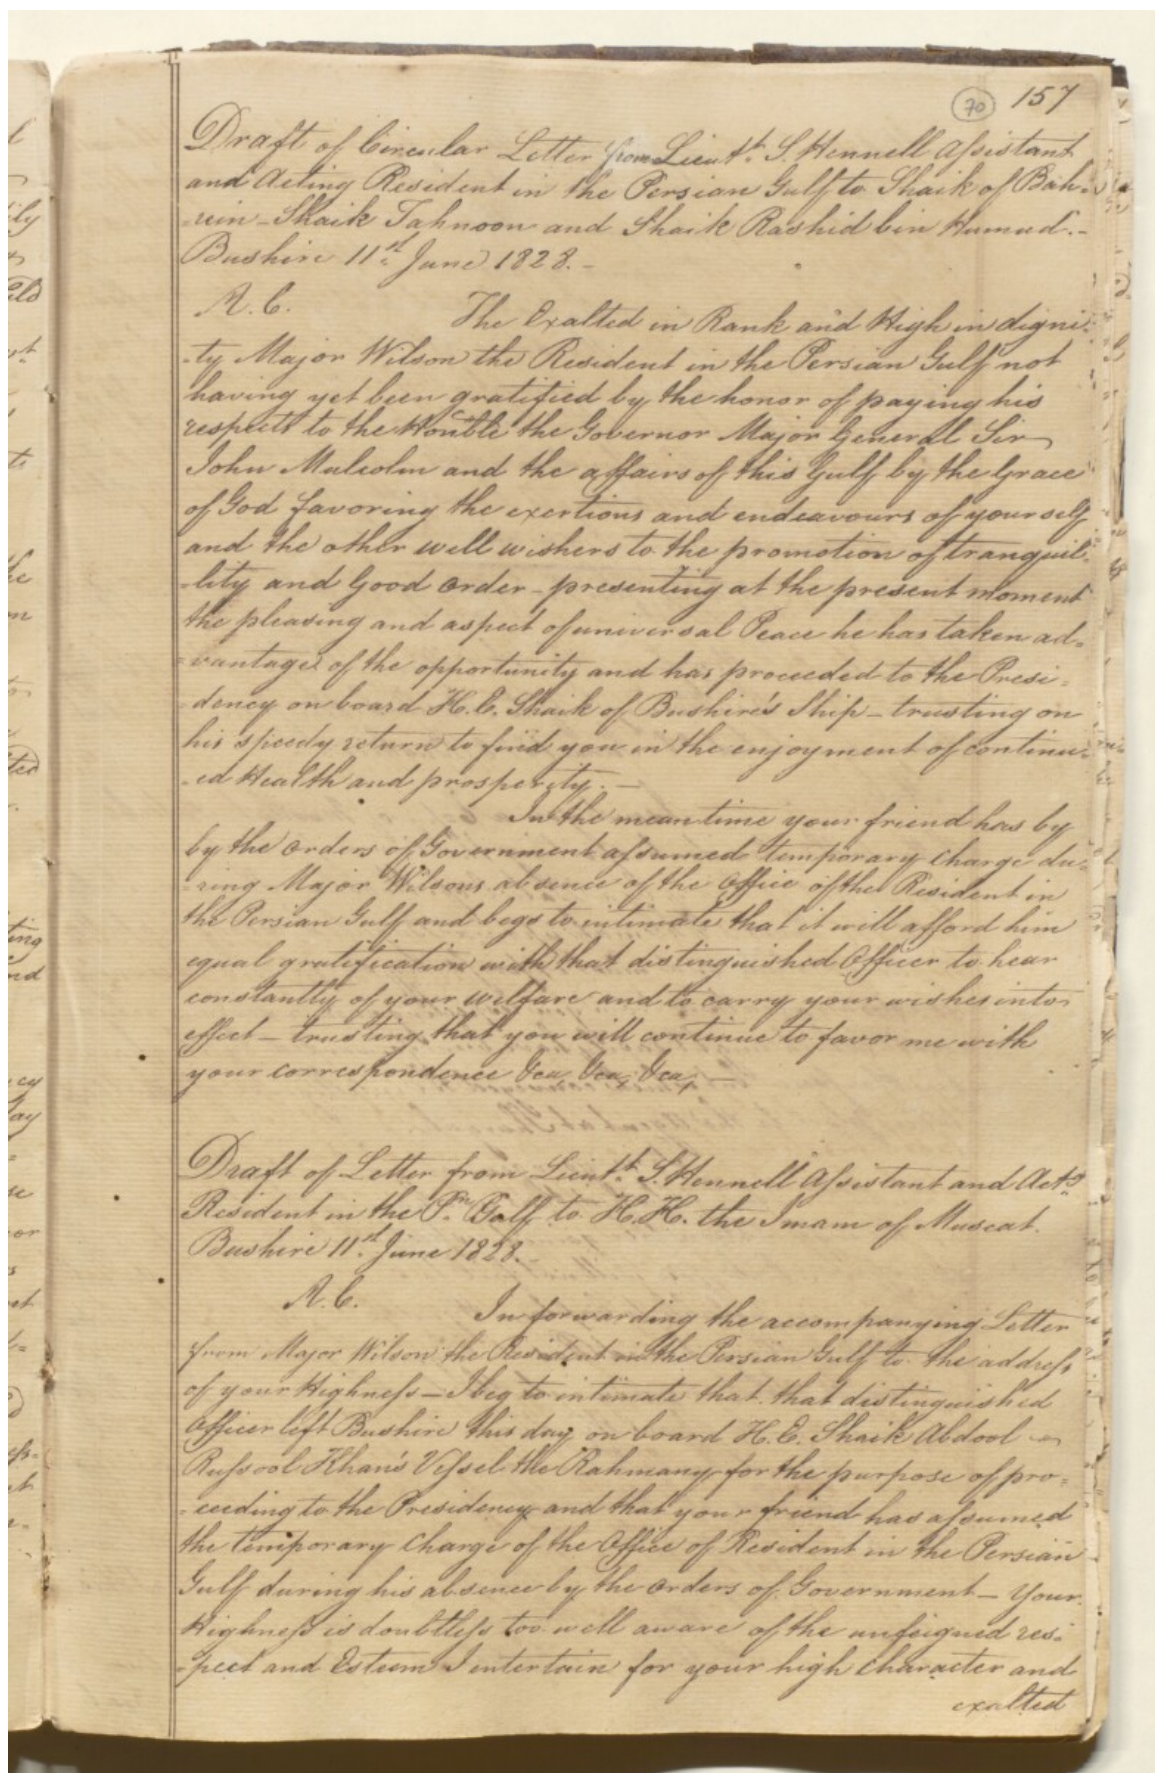 70 157
Draft of Circular Letter from Lieut. S. Hennell Assistant
and Acting Resident in the Persian Gulf to Shaik of Bah-
-rein - Shaik Tahnoon and Shaik Rashid bin Humud.-
Bushire 11st June 1828.-
A. C. The Exalted in Rank and High in digni-
-ty Major Wilson the Resident in the Persian Gulf not
having yet been gratified by the honor of paying his
respects to the Honble the Governor Major General Sir
John Malcolm and the affairs of this Gulf by the Grace
of God favoring the exertions and endeavours of yourself
and the other well wishers to the promotion of tranquil-
-lity and Good order - presenting at the present moment
the pleasing and aspect of universal Peace he has taken ad-
-vantage of the opportunity and has proceeded to the Presi-
-dency on board H.E. Shaik of Bushire's Ship - trusting on
his speedy return to find you in the enjoyment of continu-
-ed Health and prosperity.-
In the mean time your friend has by
by the orders of Government assumed temporary charge du-
-ring Major Wilsons absence of the Office of the Resident in
the Persian Gulf and begs to intimate that it will afford him
equal gratification with that distinguished Officer to hear
constantly of your welfare and to carry your wishes into
effect - trusting that you will continue to favor me with
your correspondence &ca &ca &ca -
Draft of Letter from Lieutt. S. Hennell Assistant and Actg
Resident in the Pn. Gulf to H.H. the Imam of Muscat.
Bushire 11st June 1828.-
A. C. In forwarding the accompanying Letter
from Major Wilson the Resident in the Persian Gulf to the address
of your Highness - I beg to intimate that that distinguished
Officer left Bushire this day on board H. E. Shaik Abdool
Russool Khan's Vessel the Rahmany for the purpose of pro-
-ceeding to the Presidency and that your friend has assumed
the temporary Charge of the Office of Resident in the Persian
Gulf during his absence by the orders of Government - Your
Highness is doubtless too well aware of the unfeigned res-
-pect and Esteem I entertain for your high character and
exalted